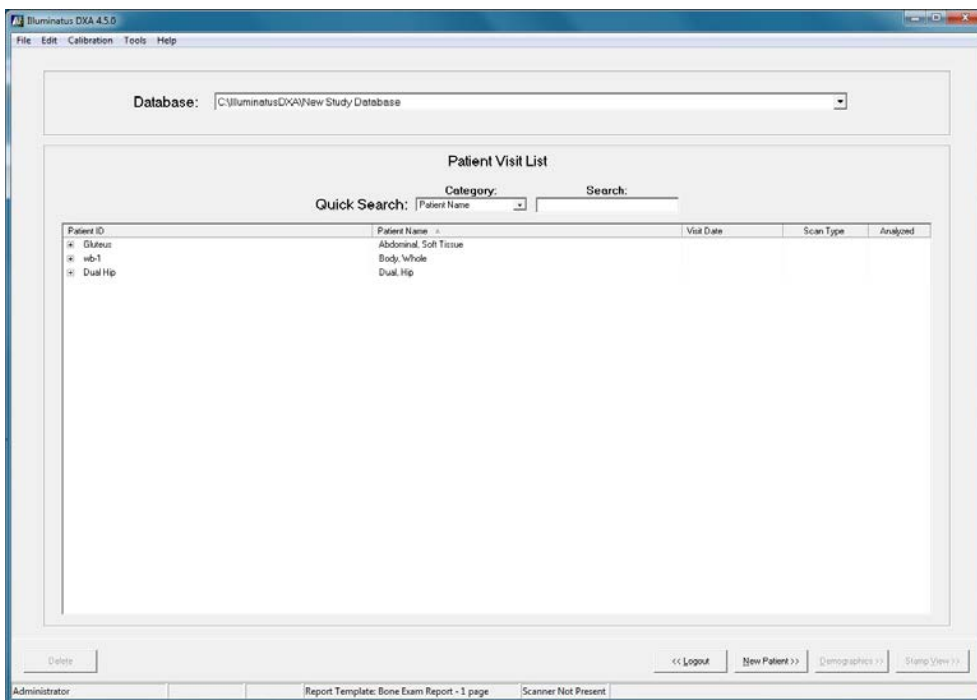 Illuminatus DXA 4.5.0
File Edit Calibration Tools Help
Database: C:\IlluminatusDXA\New Study Database
Patient Visit List
Category: Search:
Quick Search: Patient Name
Patient ID Patient Name Visit Date Scan Type Analyzed
Gluteus Abdominal, Soft Tissue
wb-1 Body, Whole
Dual Hip Dual, Hip
Delete << Logout New Patient >> Demographics >> Stamp View >>
Administrator Report Template: Bone Exam Report - 1 page Scanner Not Present